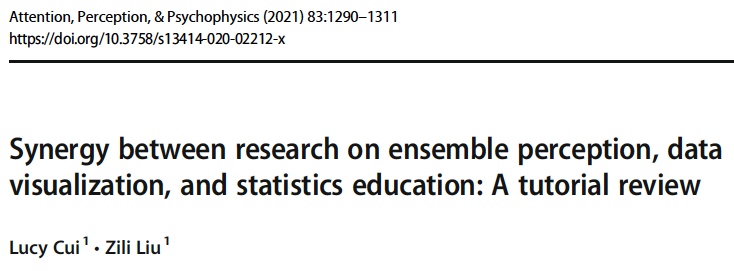 Attention, Perception, & Psychophysics (2021) 83:1290–1311
https://doi.org/10.3758/s13414-020-02212-x
Synergy between research on ensemble perception, data
visualization, and statistics education: A tutorial review
Lucy Cui 1 • Zili Liu 1